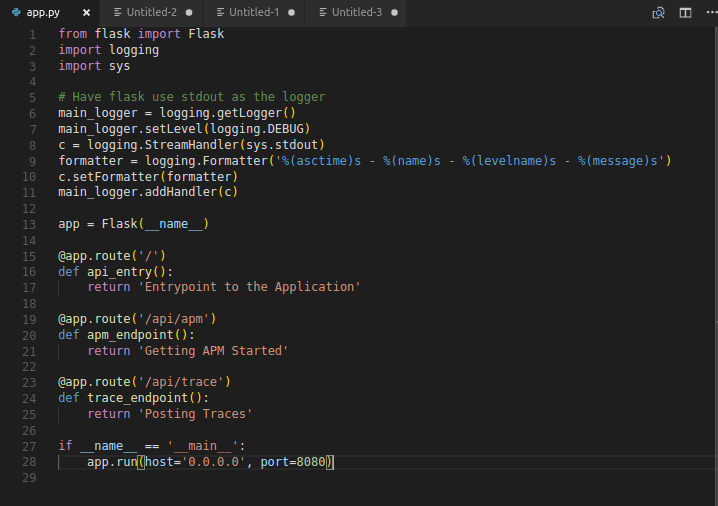 app.py × Untitled-2 Untitled-1 Untitled-3
1 from flask import Flask
2 import logging
3 import sys
4
5 # Have flask use stdout as the logger
6 main_logger = logging.getLogger()
7 main_logger.setLevel(logging.DEBUG)
8 c = logging.StreamHandler(sys.stdout)
9 formatter = logging.Formatter('%(asctime)s - %(name)s - %(levelname)s - %(message)s')
10 c.setFormatter(formatter)
11 main_logger.addHandler(c)
12
13 app = Flask(__name__)
14
15 @app.route('/')
16 def api_entry():
17     return 'Entrypoint to the Application'
18
19 @app.route('/api/apm')
20 def apm_endpoint():
21     return 'Getting APM Started'
22
23 @app.route('/api/trace')
24 def trace_endpoint():
25     return 'Posting Traces'
26
27 if __name__ == '__main__':
28     app.run(host='0.0.0.0', port=8080)
29